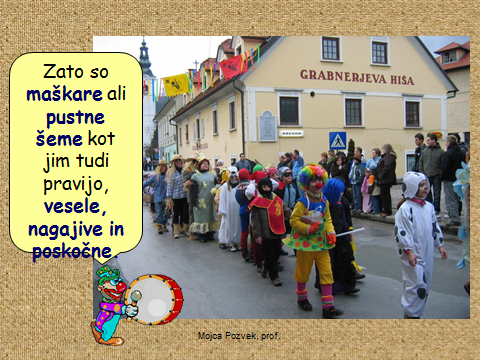 Zato so
maškare ali
pustne
šeme kot
jim tudi
pravijo,
vesele,
nagajive in
poskočne.
GRABNERJEVA HIŠA
Mojca Pozvek, prof.